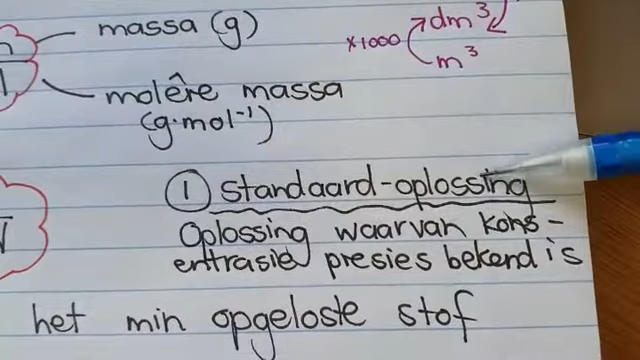 massa (g)
x1000 dm³
m³
molêre massa
(g·mol⁻¹)
① standaard-oplossing
Oplossing waarvan kons-
entrasie presies bekend is
het min opgeloste stof